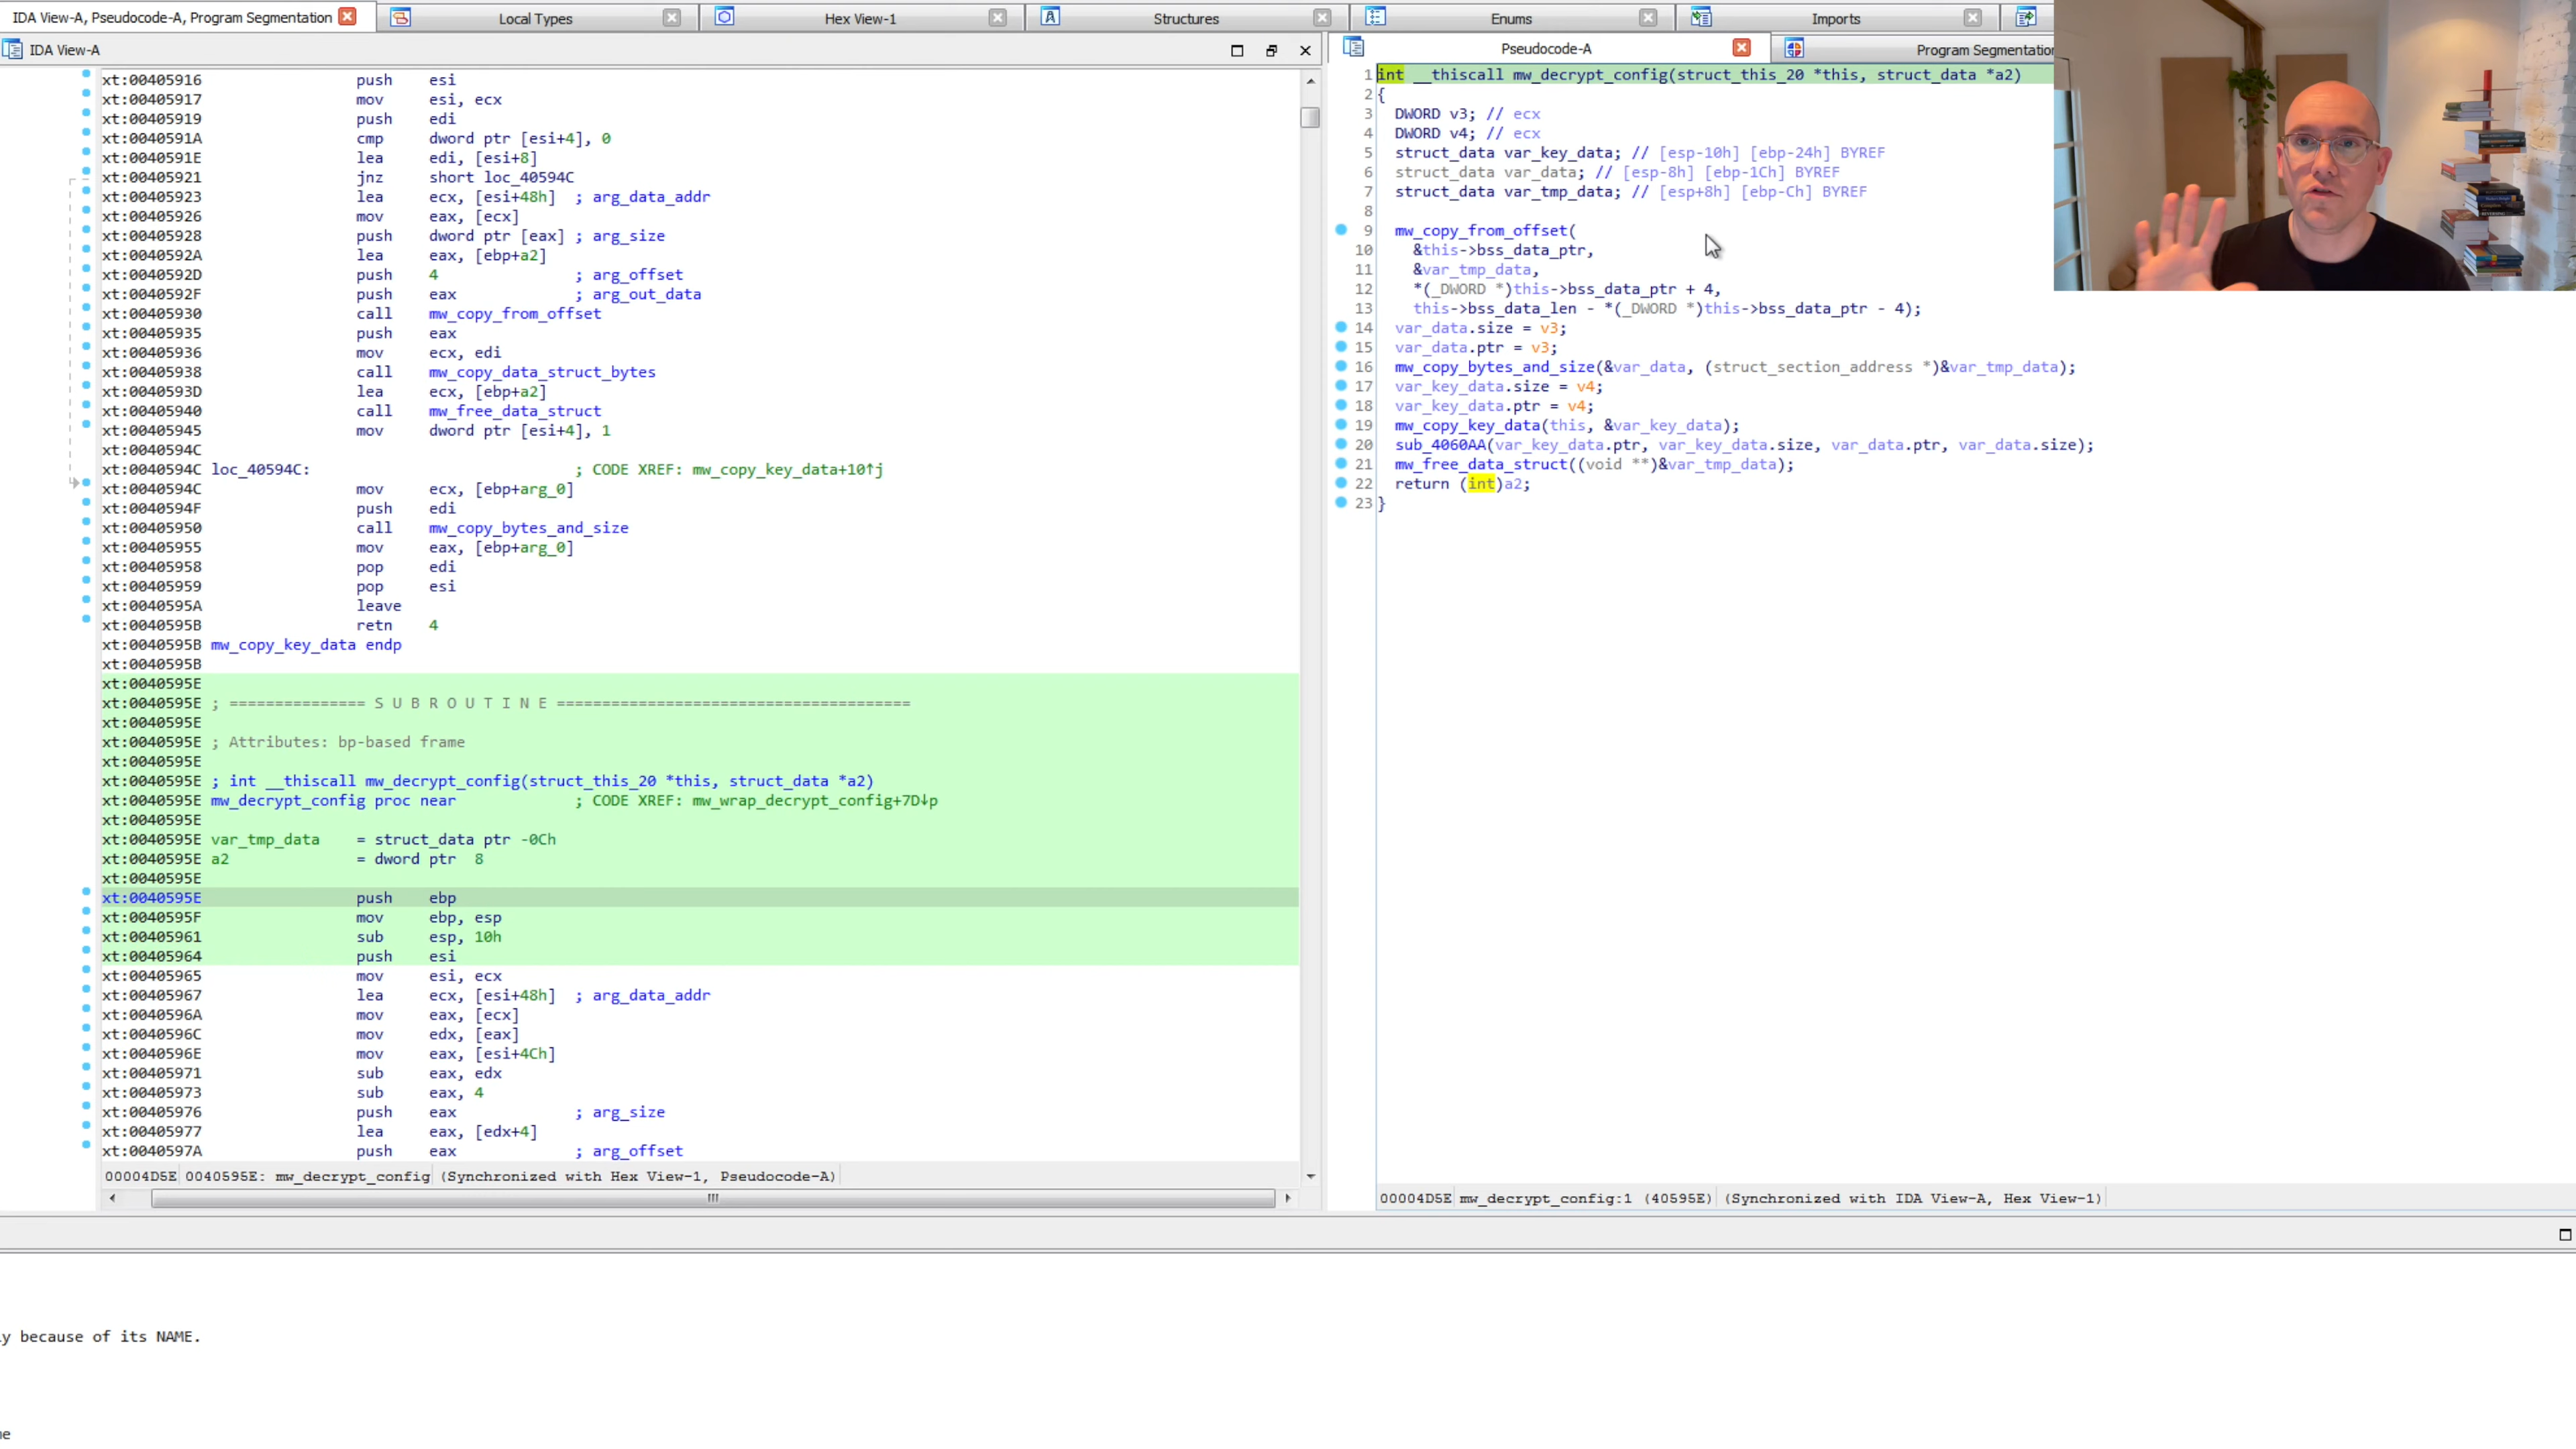 IDA View-A, Pseudocode-A, Program Segmentation
Local Types
Hex View-1
Structures
Enums
Imports
IDA View-A
xt:00405916 push esi
xt:00405917 mov esi, ecx
xt:00405919 push edi
xt:0040591A cmp dword ptr [esi+4], 0
xt:0040591E lea edi, [esi+8]
xt:00405921 jnz short loc_40594C
xt:00405923 lea ecx, [esi+48h] ; arg_data_addr
xt:00405926 mov eax, [ecx]
xt:00405928 push dword ptr [eax] ; arg_size
xt:0040592A lea eax, [ebp+a2]
xt:0040592D push 4 ; arg_offset
xt:0040592F push eax ; arg_out_data
xt:00405930 call mw_copy_from_offset
xt:00405935 push eax
xt:00405936 mov ecx, edi
xt:00405938 call mw_copy_data_struct_bytes
xt:0040593D lea ecx, [ebp+a2]
xt:00405940 call mw_free_data_struct
xt:00405945 mov dword ptr [esi+4], 1
xt:0040594C
xt:0040594C loc_40594C: ; CODE XREF: mw_copy_key_data+10↑j
xt:0040594C mov ecx, [ebp+arg_0]
xt:0040594F push edi
xt:00405950 call mw_copy_bytes_and_size
xt:00405955 mov eax, [ebp+arg_0]
xt:00405958 pop edi
xt:00405959 pop esi
xt:0040595A leave
xt:0040595B retn 4
xt:0040595B mw_copy_key_data endp
xt:0040595B
xt:0040595E
xt:0040595E ; =============== S U B R O U T I N E =======================================
xt:0040595E
xt:0040595E ; Attributes: bp-based frame
xt:0040595E
xt:0040595E ; int __thiscall mw_decrypt_config(struct_this_20 *this, struct_data *a2)
xt:0040595E mw_decrypt_config proc near ; CODE XREF: mw_wrap_decrypt_config+7D↓p
xt:0040595E
xt:0040595E var_tmp_data = struct_data ptr -0Ch
xt:0040595E a2 = dword ptr 8
xt:0040595E
xt:0040595E push ebp
xt:0040595F mov ebp, esp
xt:00405961 sub esp, 10h
xt:00405964 push esi
xt:00405965 mov esi, ecx
xt:00405967 lea ecx, [esi+48h] ; arg_data_addr
xt:0040596A mov eax, [ecx]
xt:0040596C mov edx, [eax]
xt:0040596E mov eax, [esi+4Ch]
xt:00405971 sub eax, edx
xt:00405973 sub eax, 4
xt:00405976 push eax ; arg_size
xt:00405977 lea eax, [edx+4]
xt:0040597A push eax ; arg_offset
00004D5E 0040595E: mw_decrypt_config (Synchronized with Hex View-1, Pseudocode-A)
Pseudocode-A
Program Segmentation
1 int __thiscall mw_decrypt_config(struct_this_20 *this, struct_data *a2)
2 {
3 DWORD v3; // ecx
4 DWORD v4; // ecx
5 struct_data var_key_data; // [esp-10h] [ebp-24h] BYREF
6 struct_data var_data; // [esp-8h] [ebp-1Ch] BYREF
7 struct_data var_tmp_data; // [esp+8h] [ebp-Ch] BYREF
8
9 mw_copy_from_offset(
10 &this->bss_data_ptr,
11 &var_tmp_data,
12 *(_DWORD *)this->bss_data_ptr + 4,
13 this->bss_data_len - *(_DWORD *)this->bss_data_ptr - 4);
14 var_data.size = v3;
15 var_data.ptr = v3;
16 mw_copy_bytes_and_size(&var_data, (struct_section_address *)&var_tmp_data);
17 var_key_data.size = v4;
18 var_key_data.ptr = v4;
19 mw_copy_key_data(this, &var_key_data);
20 sub_4060AA(var_key_data.ptr, var_key_data.size, var_data.ptr, var_data.size);
21 mw_free_data_struct((void **)&var_tmp_data);
22 return (int)a2;
23 }
00004D5E mw_decrypt_config:1 (40595E) (Synchronized with IDA View-A, Hex View-1)
y because of its NAME.
ne